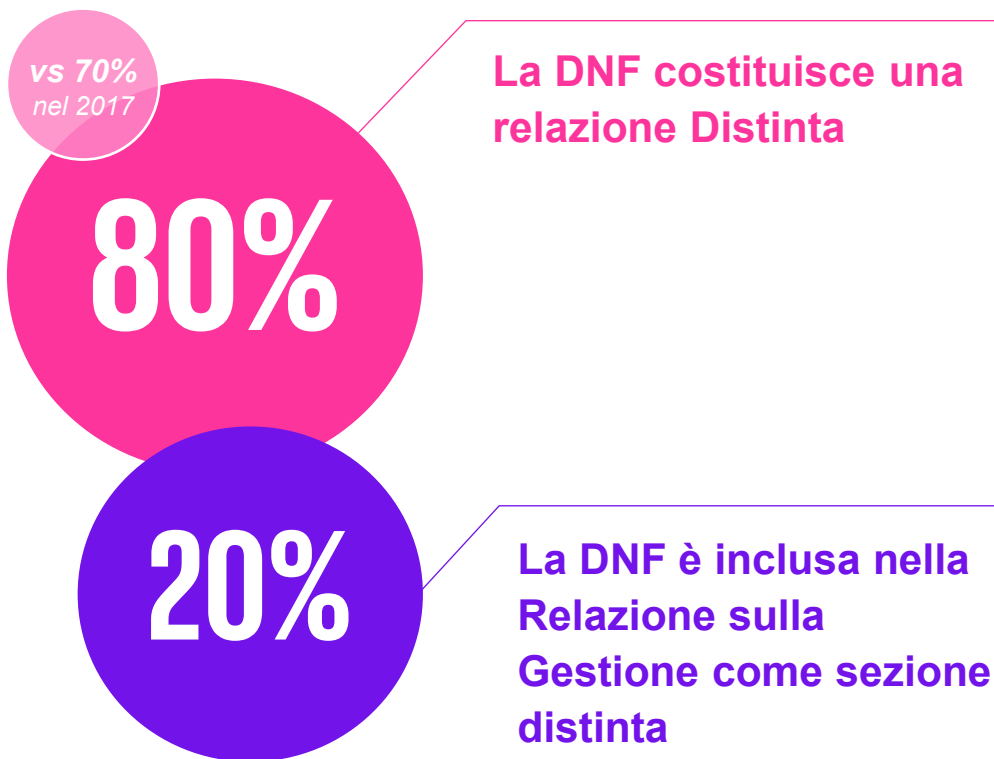 vs 70%
nel 2017
80%
La DNF costituisce una
relazione Distinta
20%
La DNF è inclusa nella
Relazione sulla
Gestione come sezione
distinta